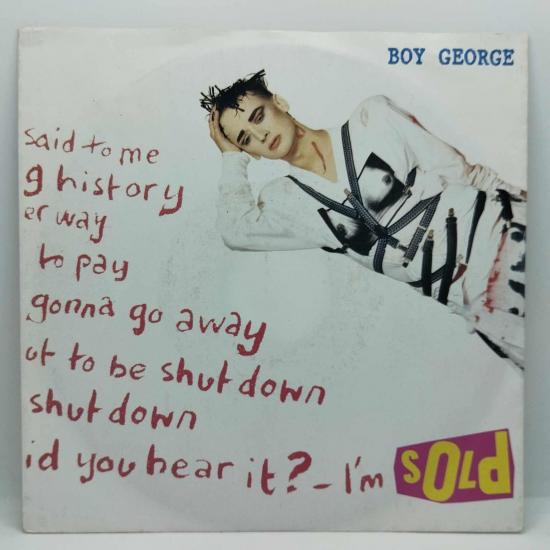 BOY GEORGE
said to me
g history
er way
to pay
gonna go away
ut to be shut down
shut down
id you hear it? - I'm SOLd